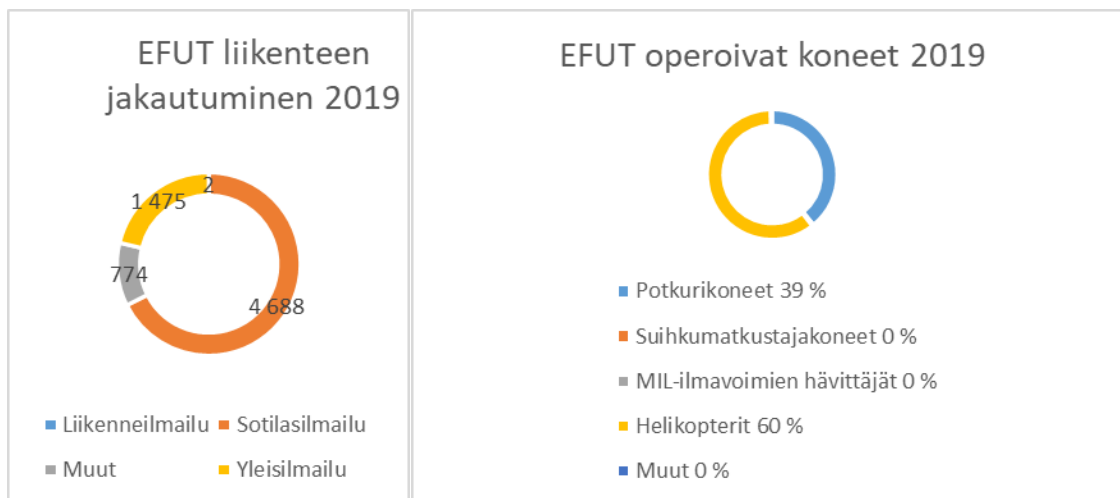 EFUT liikenteen
jakautuminen 2019
2
1 475
774
4 688
Liikenneilmailu
Sotilasilmailu
Muut
Yleisilmailu
EFUT operoivat koneet 2019
Potkurikoneet 39 %
Suihkumatkustajakoneet 0 %
MIL-ilmavoimien hävittäjät 0 %
Helikopterit 60 %
Muut 0 %